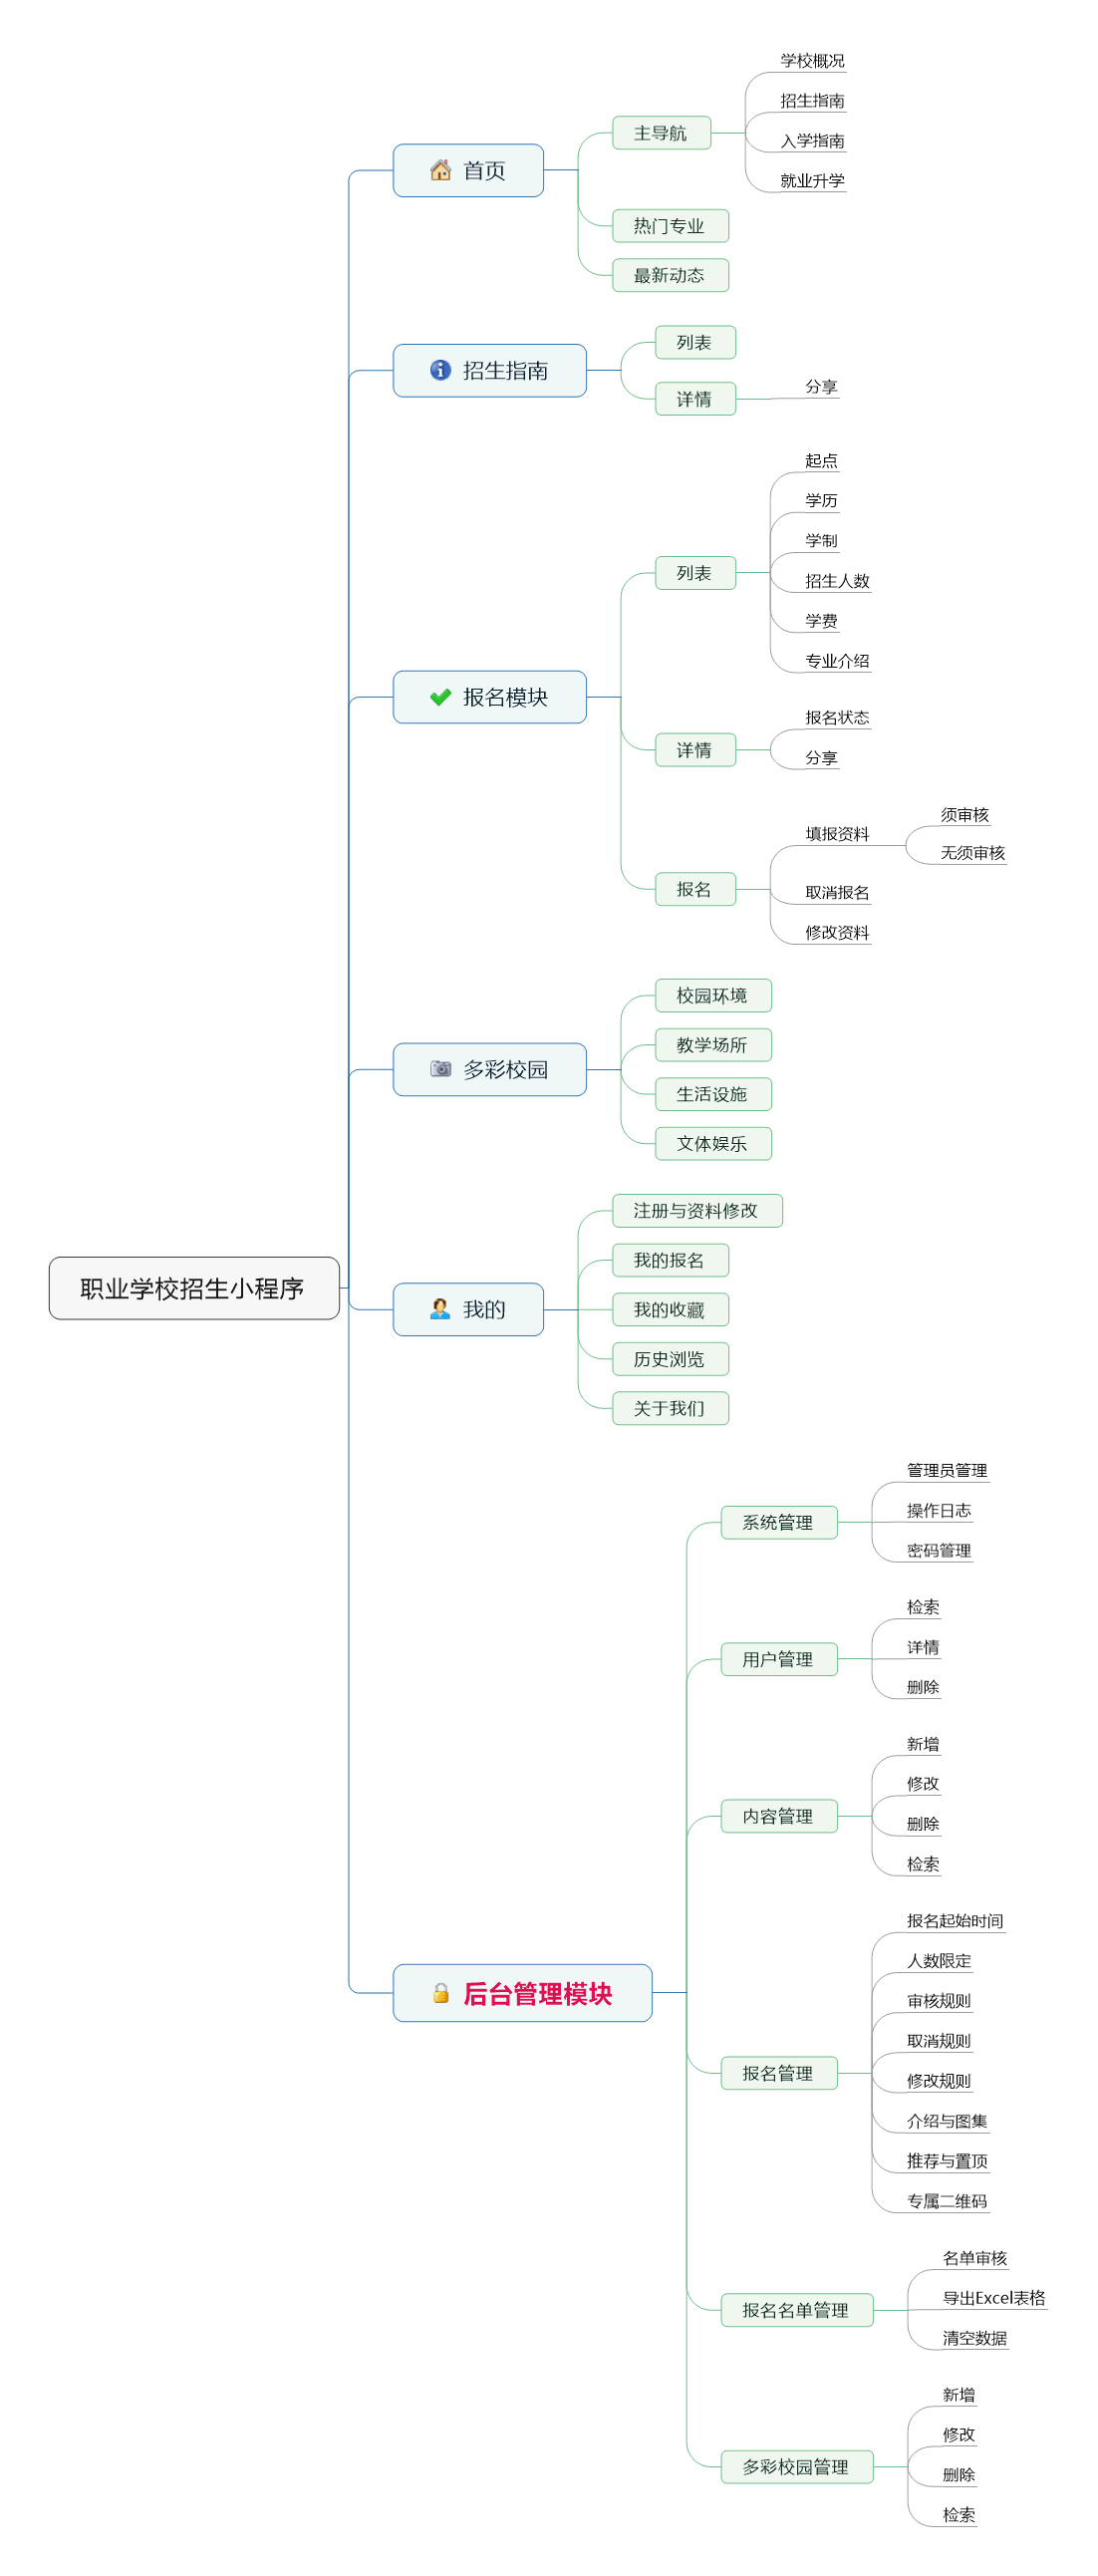 职业学校招生小程序
首页
主导航
学校概况
招生指南
入学指南
就业升学
热门专业
最新动态
招生指南
列表
详情
分享
报名模块
列表
起点
学历
学制
招生人数
学费
专业介绍
详情
报名状态
分享
报名
填报资料
须审核
无须审核
取消报名
修改资料
多彩校园
校园环境
教学场所
生活设施
文体娱乐
我的
注册与资料修改
我的报名
我的收藏
历史浏览
关于我们
后台管理模块
系统管理
管理员管理
操作日志
密码管理
用户管理
检索
详情
删除
内容管理
新增
修改
删除
检索
报名管理
报名起始时间
人数限定
审核规则
取消规则
修改规则
介绍与图集
推荐与置顶
专属二维码
报名名单管理
名单审核
导出Excel表格
清空数据
多彩校园管理
新增
修改
删除
检索